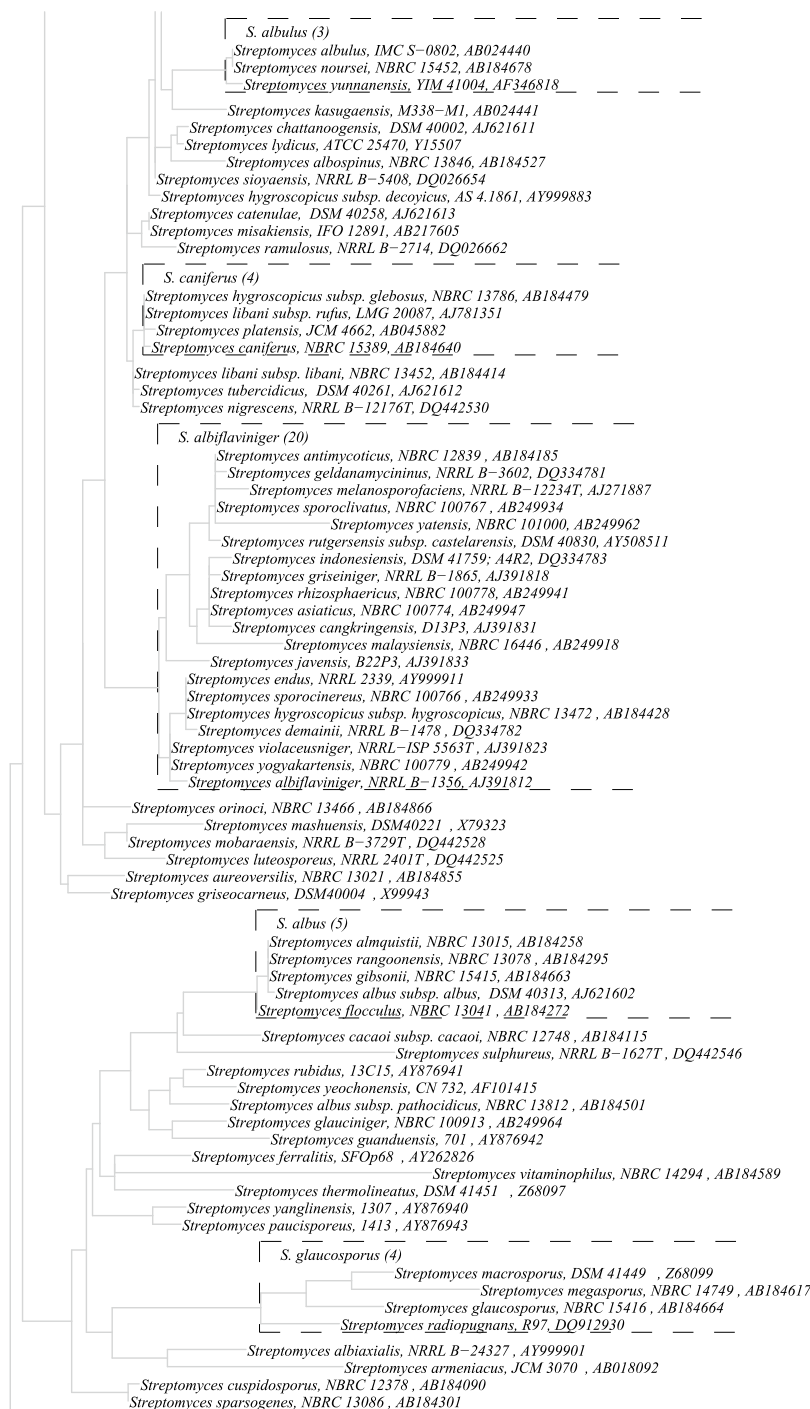 S. albulus (3)
Streptomyces albulus, IMC S−0802, AB024440
Streptomyces noursei, NBRC 15452, AB184678
Streptomyces yunnanensis, YIM 41004, AF346818
Streptomyces kasugaensis, M338−M1, AB024441
Streptomyces chattanoogensis, DSM 40002, AJ621611
Streptomyces lydicus, ATCC 25470, Y15507
Streptomyces albospinus, NBRC 13846, AB184527
Streptomyces sioyaensis, NRRL B−5408, DQ026654
Streptomyces hygroscopicus subsp. decoyicus, AS 4.1861, AY999883
Streptomyces catenulae, DSM 40258, AJ621613
Streptomyces misakiensis, IFO 12891, AB217605
Streptomyces ramulosus, NRRL B−2714, DQ026662
S. caniferus (4)
Streptomyces hygroscopicus subsp. glebosus, NBRC 13786, AB184479
Streptomyces libani subsp. rufus, LMG 20087, AJ781351
Streptomyces platensis, JCM 4662, AB045882
Streptomyces caniferus, NBRC 15389, AB184640
Streptomyces libani subsp. libani, NBRC 13452, AB184414
Streptomyces tubercidicus, DSM 40261, AJ621612
Streptomyces nigrescens, NRRL B−12176T, DQ442530
S. albiflaviniger (20)
Streptomyces antimycoticus, NBRC 12839 , AB184185
Streptomyces geldanamycininus, NRRL B−3602, DQ334781
Streptomyces melanosporofaciens, NRRL B−12234T, AJ271887
Streptomyces sporoclivatus, NBRC 100767 , AB249934
Streptomyces yatensis, NBRC 101000, AB249962
Streptomyces rutgersensis subsp. castelarensis, DSM 40830, AY508511
Streptomyces indonesiensis, DSM 41759; A4R2, DQ334783
Streptomyces griseiniger, NRRL B−1865, AJ391818
Streptomyces rhizosphaericus, NBRC 100778, AB249941
Streptomyces asiaticus, NBRC 100774, AB249947
Streptomyces cangkringensis, D13P3, AJ391831
Streptomyces malaysiensis, NBRC 16446 , AB249918
Streptomyces javensis, B22P3, AJ391833
Streptomyces endus, NRRL 2339, AY999911
Streptomyces sporocinereus, NBRC 100766 , AB249933
Streptomyces hygroscopicus subsp. hygroscopicus, NBRC 13472 , AB184428
Streptomyces demainii, NRRL B−1478 , DQ334782
Streptomyces violaceusniger, NRRL−ISP 5563T , AJ391823
Streptomyces yogyakartensis, NBRC 100779 , AB249942
Streptomyces albiflaviniger, NRRL B−1356, AJ391812
Streptomyces orinoci, NBRC 13466 , AB184866
Streptomyces mashuensis, DSM40221 , X79323
Streptomyces mobaraensis, NRRL B−3729T , DQ442528
Streptomyces luteosporeus, NRRL 2401T , DQ442525
Streptomyces aureoversilis, NBRC 13021 , AB184855
Streptomyces griseocarneus, DSM40004 , X99943
S. albus (5)
Streptomyces almquistii, NBRC 13015, AB184258
Streptomyces rangoonensis, NBRC 13078 , AB184295
Streptomyces gibsonii, NBRC 15415, AB184663
Streptomyces albus subsp. albus, DSM 40313, AJ621602
Streptomyces flocculus, NBRC 13041 , AB184272
Streptomyces cacaoi subsp. cacaoi, NBRC 12748 , AB184115
Streptomyces sulphureus, NRRL B−1627T , DQ442546
Streptomyces rubidus, 13C15, AY876941
Streptomyces yeochonensis, CN 732, AF101415
Streptomyces albus subsp. pathocidicus, NBRC 13812 , AB184501
Streptomyces glauciniger, NBRC 100913 , AB249964
Streptomyces guanduensis, 701 , AY876942
Streptomyces ferralitis, SFOp68 , AY262826
Streptomyces vitaminophilus, NBRC 14294 , AB184589
Streptomyces thermolineatus, DSM 41451 , Z68097
Streptomyces yanglinensis, 1307 , AY876940
Streptomyces paucisporeus, 1413 , AY876943
S. glaucosporus (4)
Streptomyces macrosporus, DSM 41449 , Z68099
Streptomyces megasporus, NBRC 14749 , AB184617
Streptomyces glaucosporus, NBRC 15416 , AB184664
Streptomyces radiopugnans, R97, DQ912930
Streptomyces albiaxialis, NRRL B−24327 , AY999901
Streptomyces armeniacus, JCM 3070 , AB018092
Streptomyces cuspidosporus, NBRC 12378 , AB184090
Streptomyces sparsogenes, NBRC 13086 , AB184301